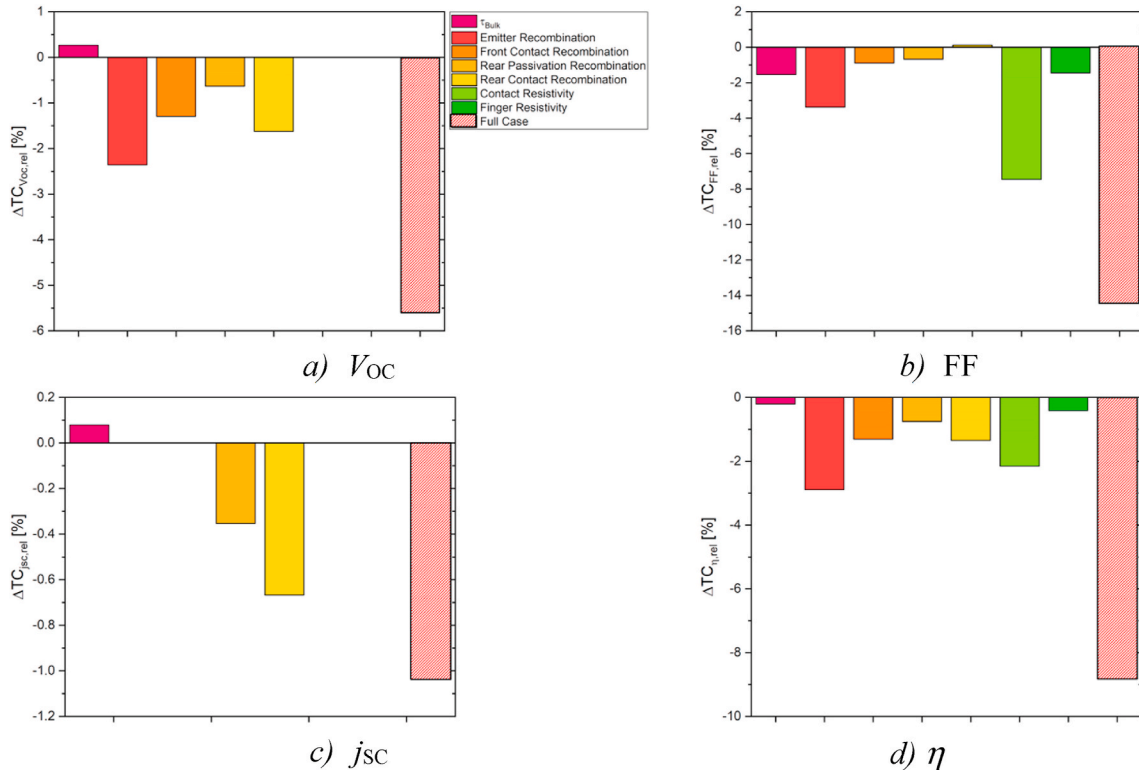 1
0
-1
-2
-3
-4
-5
-6
ΔTC_Voc,rel [%]
a) V_OC
τ_Bulk
Emitter Recombination
Front Contact Recombination
Rear Passivation Recombination
Rear Contact Recombination
Contact Resistivity
Finger Resistivity
Full Case
2
0
-2
-4
-6
-8
-10
-12
-14
-16
ΔTC_FF,rel [%]
b) FF
0.2
0.0
-0.2
-0.4
-0.6
-0.8
-1.0
-1.2
ΔTC_jsc,rel [%]
c) j_SC
0
-2
-4
-6
-8
-10
ΔTC_η,rel [%]
d) η